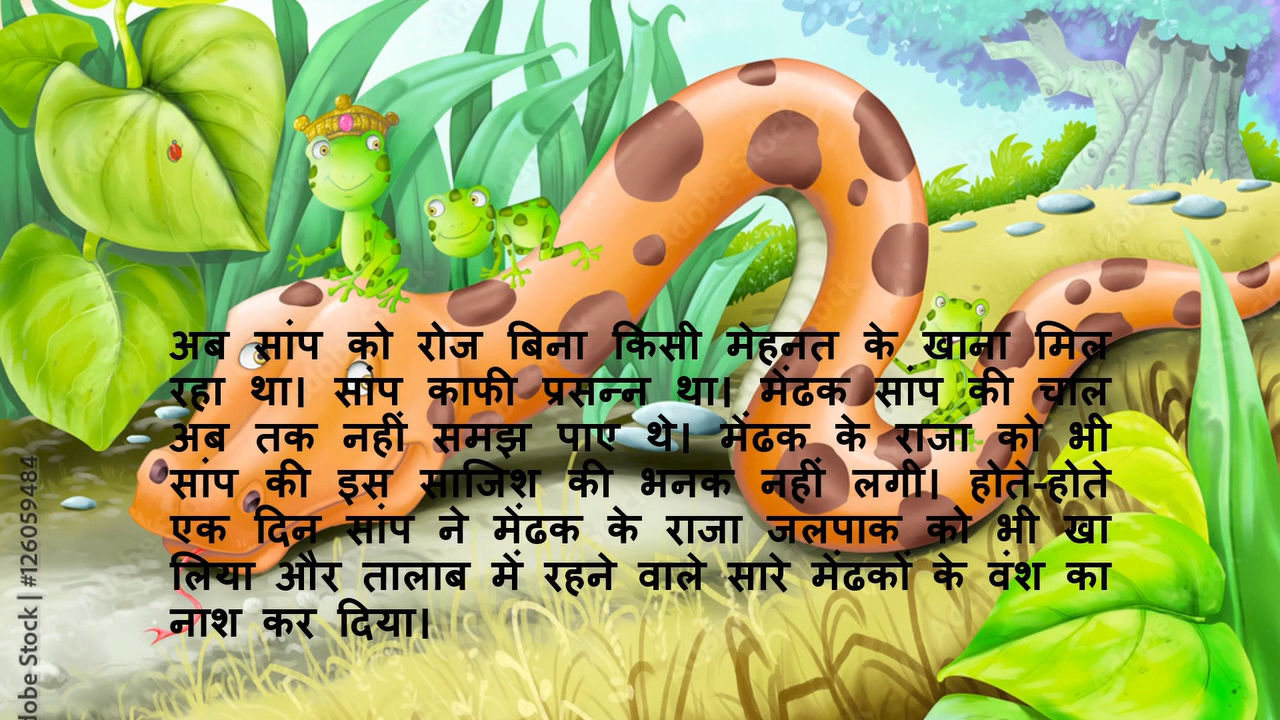 अब सांप को रोज बिना किसी मेहनत के खाना मिल
रहा था। सांप काफी प्रसन्न था। मेंढक साप की चाल
अब तक नहीं समझ पाए थे। मेंढक के राजा को भी
सांप की इस साजिश की भनक नहीं लगी। होते-होते
एक दिन सांप ने मेंढक के राजा जलपाक को भी खा
लिया और तालाब में रहने वाले सारे मेंढकों के वंश का
नाश कर दिया।
dobe Stock | #126059484